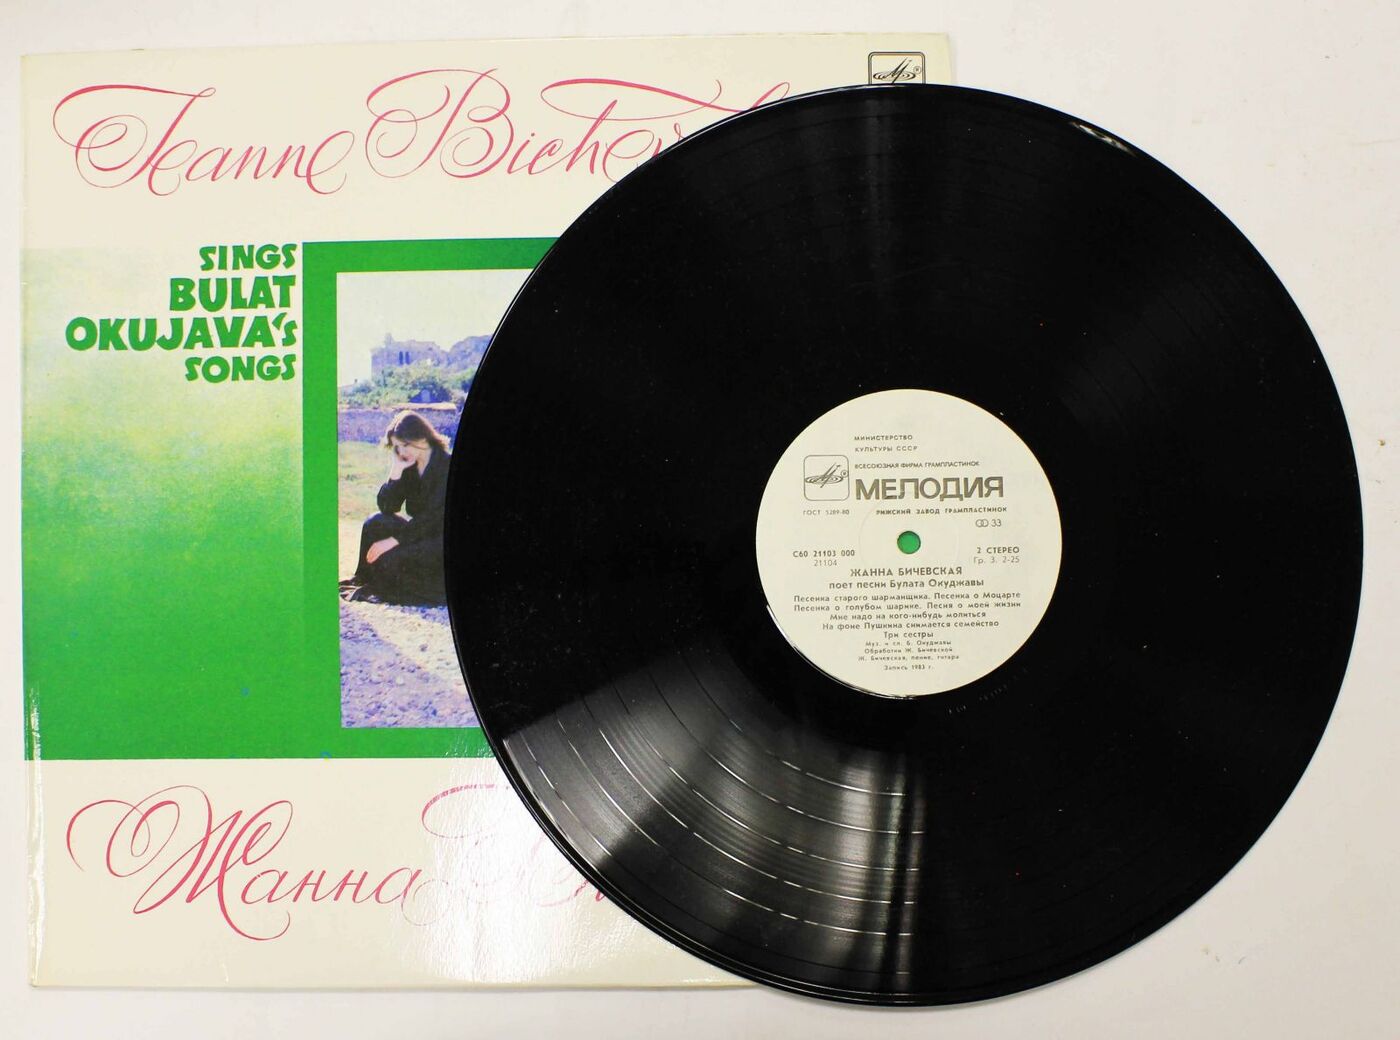 Jeanne
SINGS
BULAT
OKUJAVA's
SONGS
Жанна
МИНИСТЕРСТВО
КУЛЬТУРЫ СССР
ВСЕСОЮЗНАЯ ФИРМА ГРАМПЛАСТИНОК
МЕЛОДИЯ
ГОСТ 5289-80 РИЖСКИЙ ЗАВОД ГРАМПЛАСТИНОК
33
С60 21103 000 2 СТЕРЕО
21104 Гр. 3. 2-25
ЖАННА БИЧЕВСКАЯ
поет песни Булата Окуджавы
Песенка старого шарманщика. Песенка о Моцарте
Песенка о голубом шарике. Песня о моей жизни
Мне надо на кого-нибудь молиться
На фоне Пушкина снимается семейство
Три сестры
Муз. и сл. Б. Окуджавы
Обработки Ж. Бичевской
Ж. Бичевская, пение, гитара
Запись 1983 г.